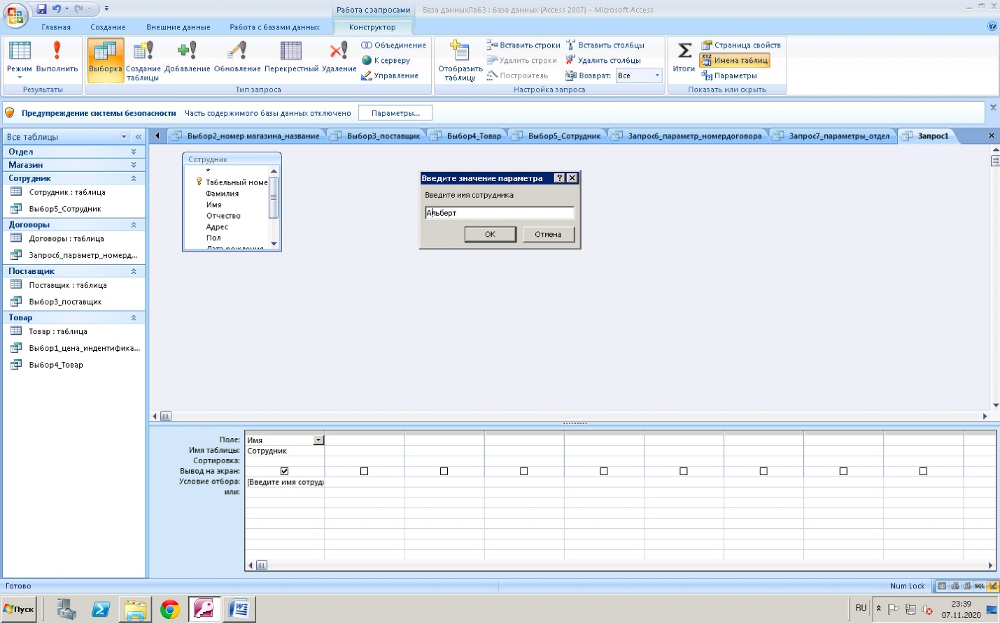 Работа с запросами
База данныхЛаб3 : база данных (Access 2007) - Microsoft Access
Главная Создание Внешние данные Работа с базами данных Конструктор
Режим
Выполнить
Результаты
Выборка
Создание таблицы
Добавление
Обновление
Перекрестный
Удаление
Объединение
К серверу
Управление
Тип запроса
Отобразить таблицу
Вставить строки
Удалить строки
Построитель
Вставить столбцы
Удалить столбцы
Возврат: Все
Настройка запроса
Итоги
Страница свойств
Имена таблиц
Параметры
Показать или скрыть
Предупреждение системы безопасности Часть содержимого базы данных отключено Параметры...
Все таблицы
Отдел
Магазин
Сотрудник
Сотрудник : таблица
Выбор5_Сотрудник
Договоры
Договоры : таблица
Запрос6_параметр_номерд...
Поставщик
Поставщик : таблица
Выбор3_поставщик
Товар
Товар : таблица
Выбор1_цена_индентифика...
Выбор4_Товар
Выбор2_номер магазина_название Выбор3_поставщик Выбор4_Товар Выбор5_Сотрудник Запрос6_параметр_номердоговора Запрос7_параметры_отдел Запрос1
Сотрудник
*
Табельный номе
Фамилия
Имя
Отчество
Адрес
Пол
Дата рождения
Введите значение параметра
Введите имя сотрудника
Альберт
OK Отмена
Поле: Имя
Имя таблицы: Сотрудник
Сортировка:
Вывод на экран:
Условие отбора: [Введите имя сотруд
или:
Готово
Num Lock
SQL
Пуск
RU
23:39
07.11.2020